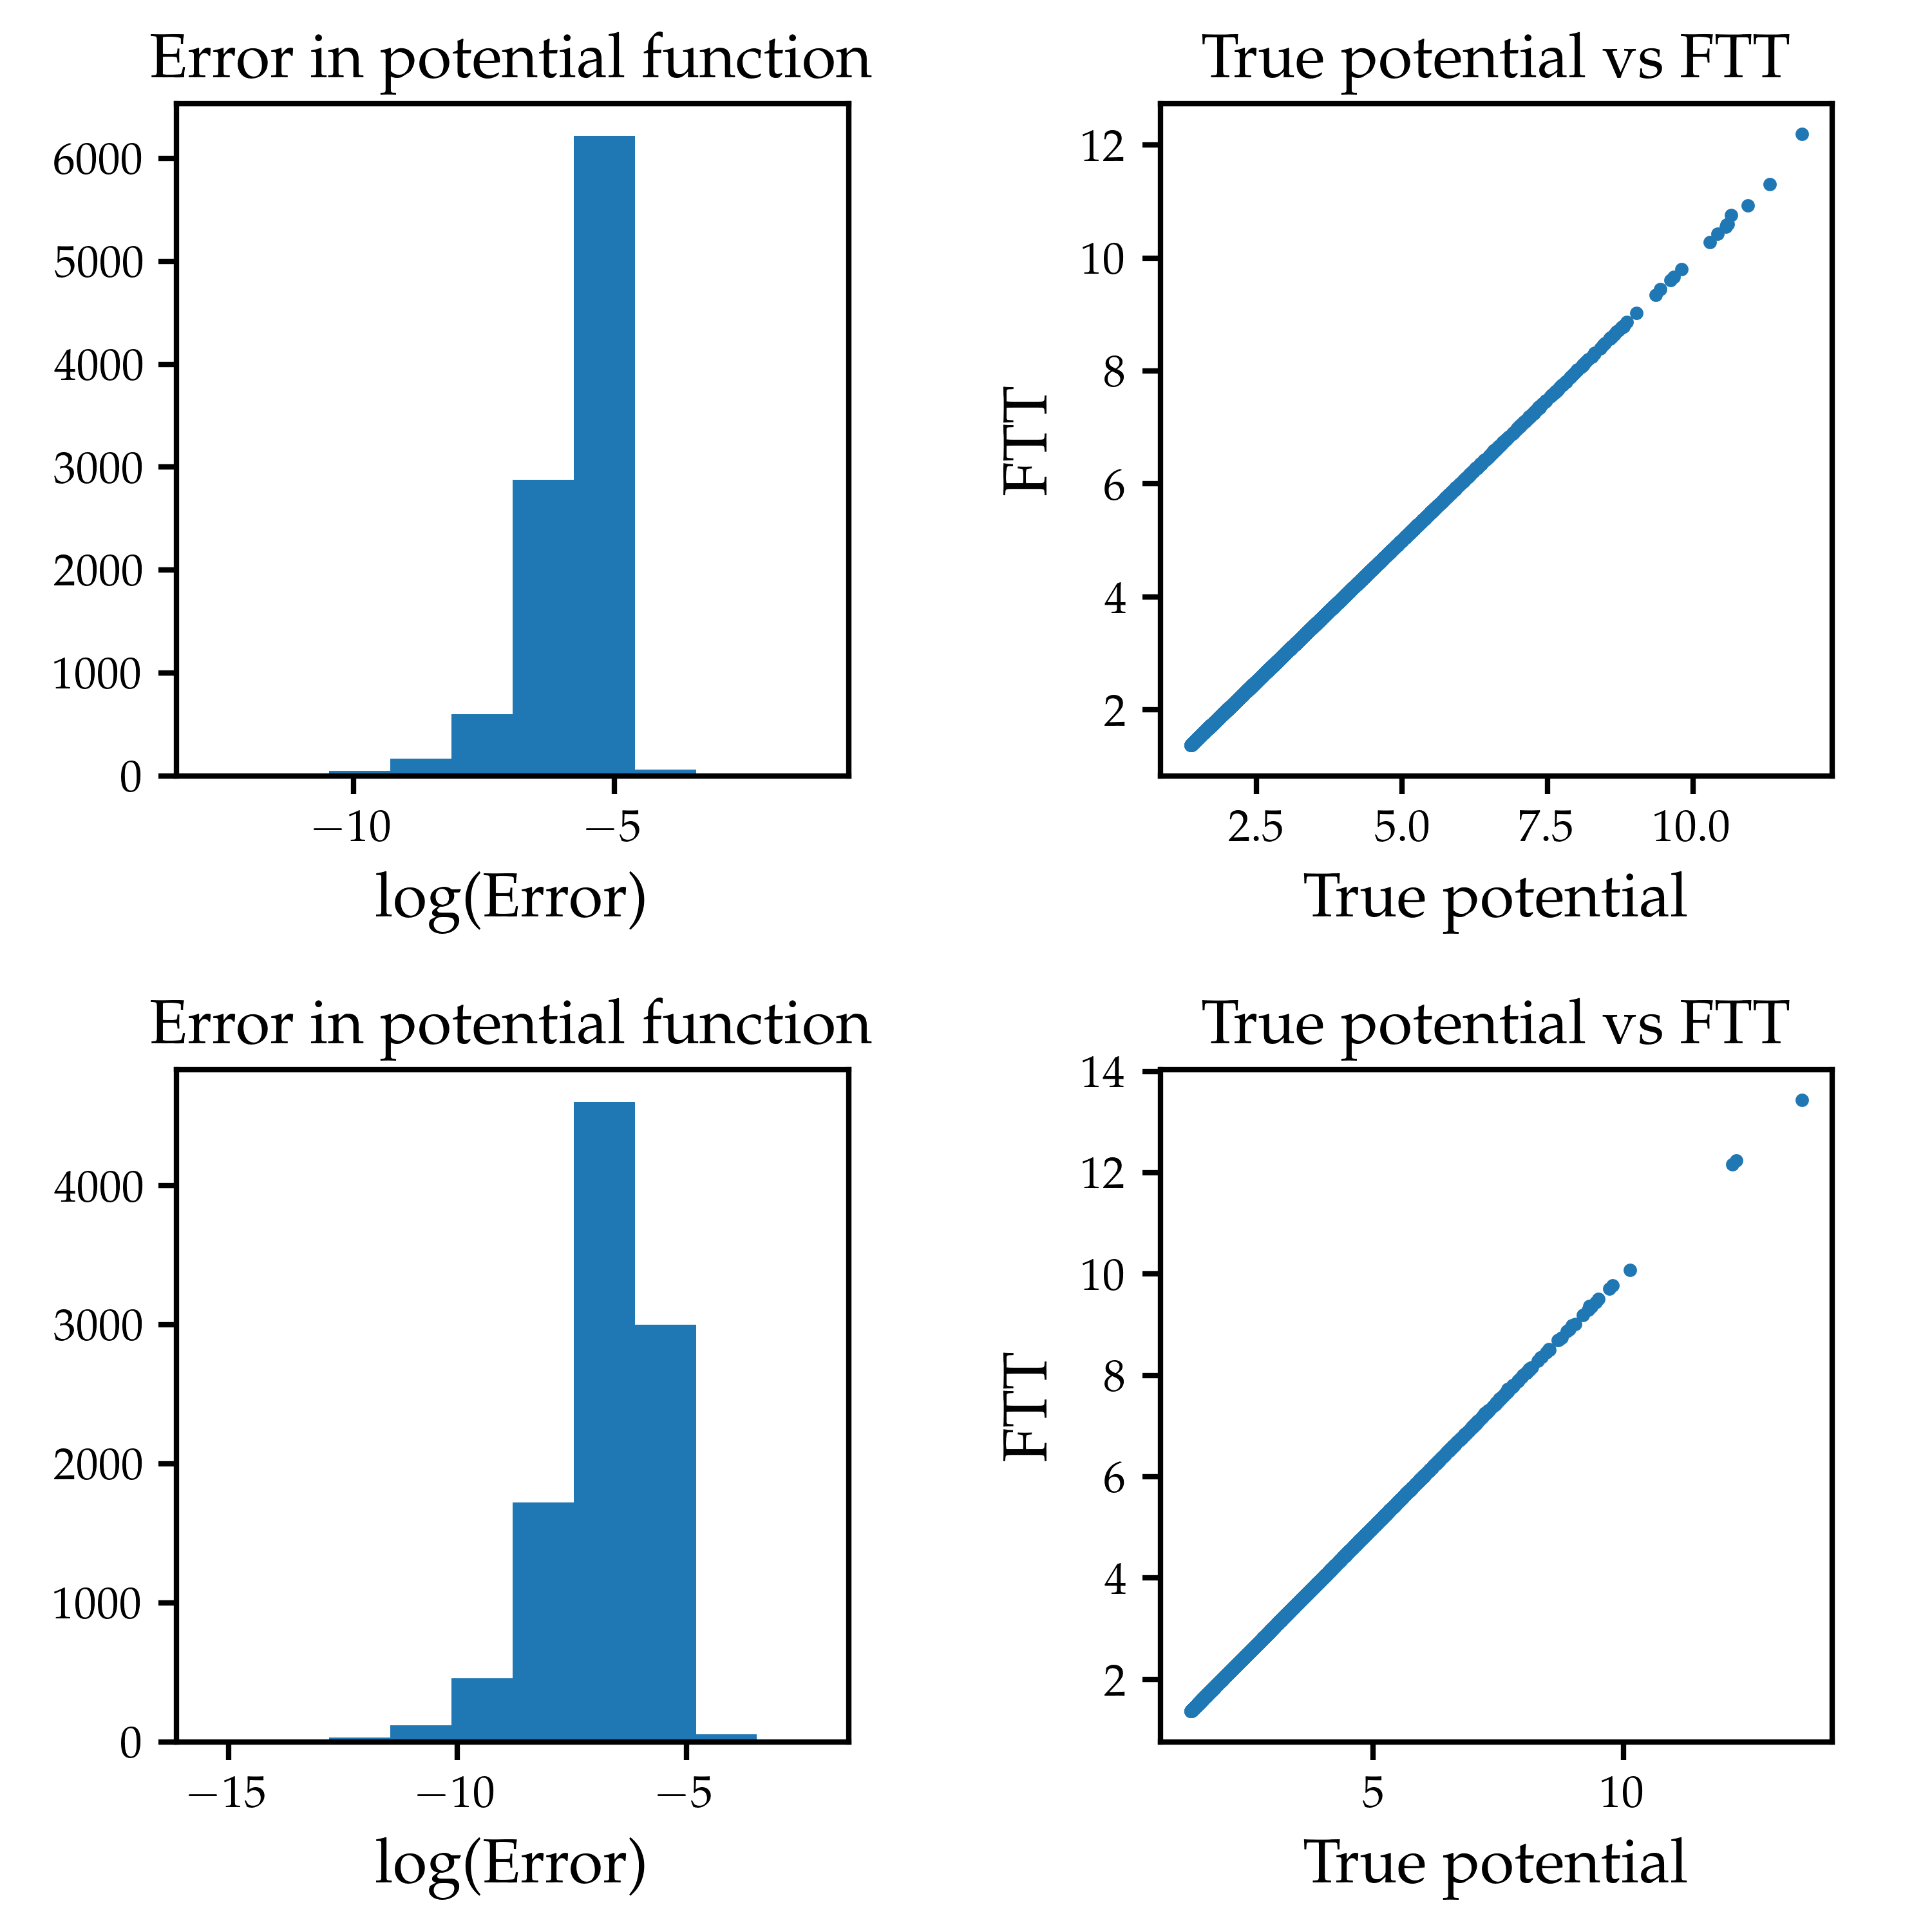 Error in potential function
6000
5000
4000
3000
2000
1000
0
−10 −5
log(Error)
True potential vs FTT
12
10
8
6
4
2
FTT
2.5 5.0 7.5 10.0
True potential
Error in potential function
4000
3000
2000
1000
0
−15 −10 −5
log(Error)
True potential vs FTT
14
12
10
8
6
4
2
FTT
5 10
True potential